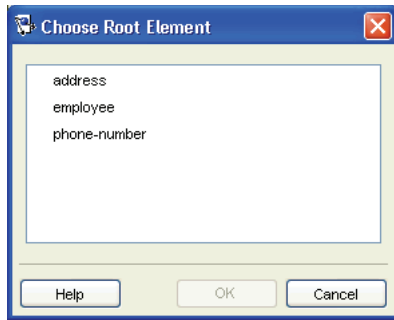 Choose Root Element
address
employee
phone-number
Help OK Cancel